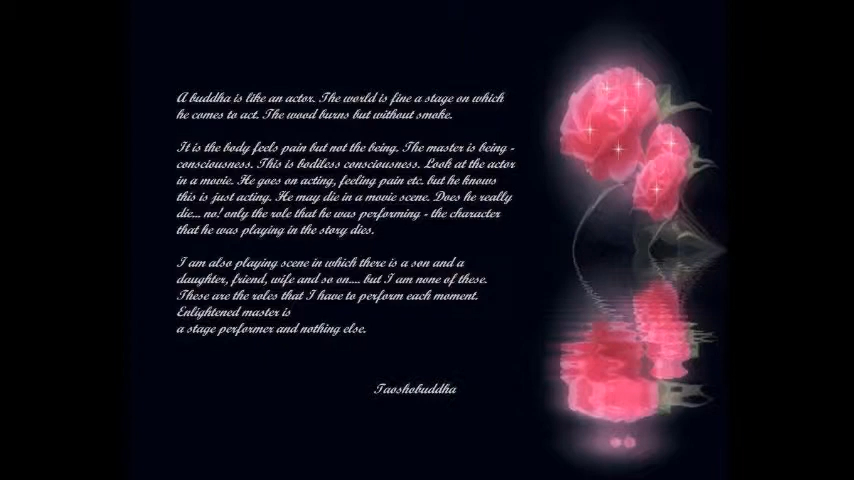 A buddha is like an actor. The world is fine a stage on which
he comes to act. The wood burns but without smoke.
It is the body feels pain but not the being. The master is being -
consciousness. This is bodiless consciousness. Look at the actor
in a movie. He goes on acting, feeling pain etc. but he knows
this is just acting. He may die in a movie scene. Does he really
die... no! only the role that he was performing - the character
that he was playing in the story dies.
I am also playing scene in which there is a son and a
daughter, friend, wife and so on.... but I am none of these.
These are the roles that I have to perform each moment.
Enlightened master is
a stage performer and nothing else.
Taoshobuddha